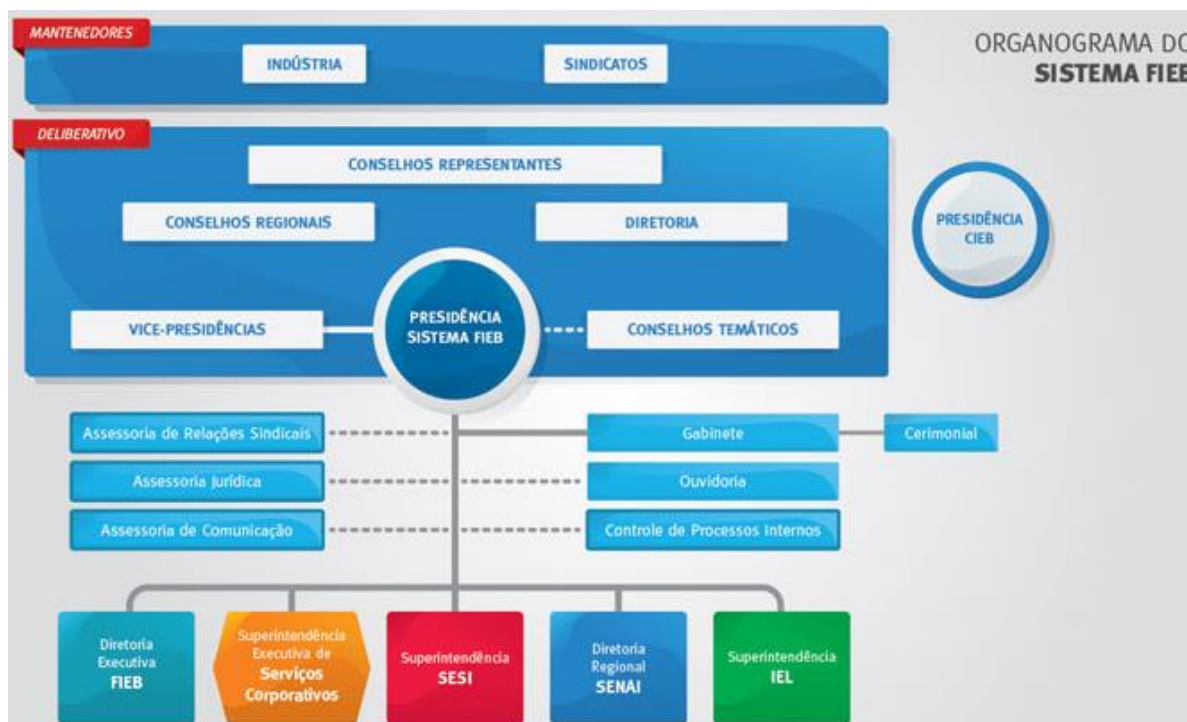 MANTENEDORES
INDÚSTRIA
SINDICATOS
ORGANOGRAMA DO
SISTEMA FIEB
DELIBERATIVO
CONSELHOS REPRESENTANTES
CONSELHOS REGIONAIS
DIRETORIA
PRESIDÊNCIA
CIEB
VICE-PRESIDÊNCIAS
PRESIDÊNCIA
SISTEMA FIEB
CONSELHOS TEMÁTICOS
Assessoria de Relações Sindicais
Gabinete
Cerimonial
Assessoria Jurídica
Ouvidoria
Assessoria de Comunicação
Controle de Processos Internos
Diretoria
Executiva
FIEB
Superintendência
Executiva de
Serviços
Corporativos
Superintendência
SESI
Diretoria
Regional
SENAI
Superintendência
IEL